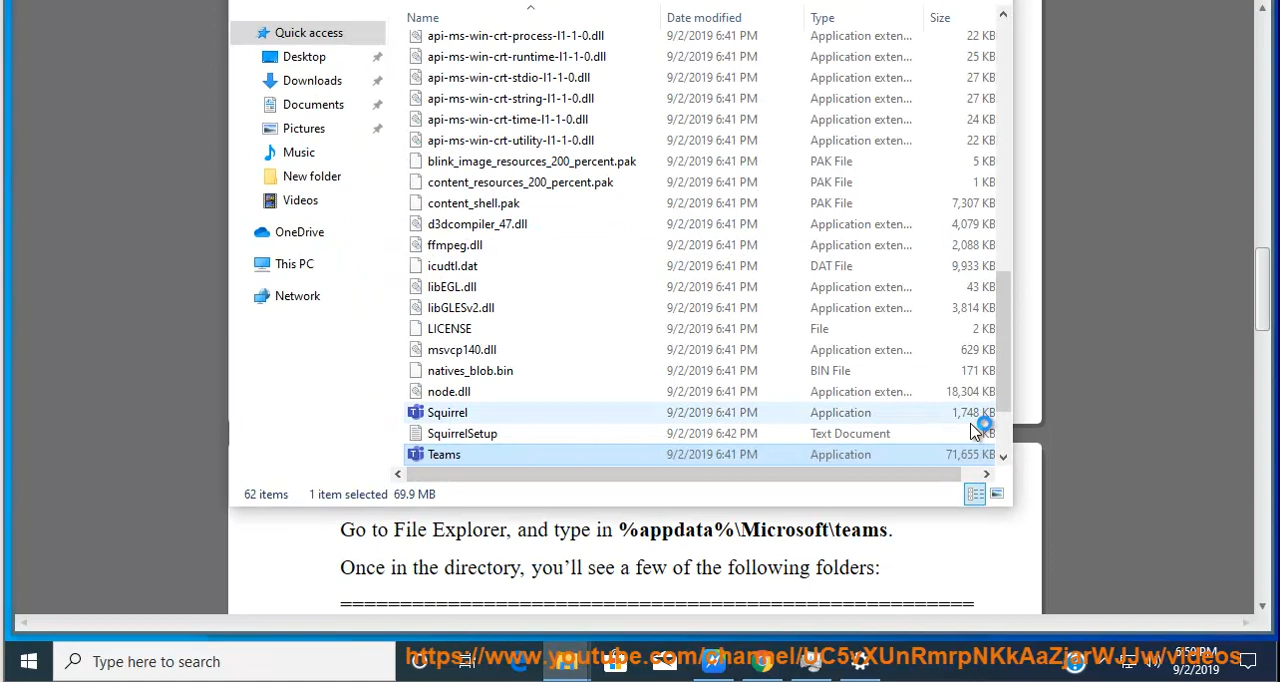 Name Date modified Type Size
Quick access
Desktop
Downloads
Documents
Pictures
Music
New folder
Videos
OneDrive
This PC
Network
api-ms-win-crt-process-l1-1-0.dll 9/2/2019 6:41 PM Application exten... 22 KB
api-ms-win-crt-runtime-l1-1-0.dll 9/2/2019 6:41 PM Application exten... 25 KB
api-ms-win-crt-stdio-l1-1-0.dll 9/2/2019 6:41 PM Application exten... 27 KB
api-ms-win-crt-string-l1-1-0.dll 9/2/2019 6:41 PM Application exten... 27 KB
api-ms-win-crt-time-l1-1-0.dll 9/2/2019 6:41 PM Application exten... 24 KB
api-ms-win-crt-utility-l1-1-0.dll 9/2/2019 6:41 PM Application exten... 22 KB
blink_image_resources_200_percent.pak 9/2/2019 6:41 PM PAK File 5 KB
content_resources_200_percent.pak 9/2/2019 6:41 PM PAK File 1 KB
content_shell.pak 9/2/2019 6:41 PM PAK File 7,307 KB
d3dcompiler_47.dll 9/2/2019 6:41 PM Application exten... 4,079 KB
ffmpeg.dll 9/2/2019 6:41 PM Application exten... 2,088 KB
icudtl.dat 9/2/2019 6:41 PM DAT File 9,933 KB
libEGL.dll 9/2/2019 6:41 PM Application exten... 43 KB
libGLESv2.dll 9/2/2019 6:41 PM Application exten... 3,814 KB
LICENSE 9/2/2019 6:41 PM File 2 KB
msvcp140.dll 9/2/2019 6:41 PM Application exten... 629 KB
natives_blob.bin 9/2/2019 6:41 PM BIN File 171 KB
node.dll 9/2/2019 6:41 PM Application exten... 18,304 KB
Squirrel 9/2/2019 6:41 PM Application 1,748 KB
SquirrelSetup 9/2/2019 6:42 PM Text Document KB
Teams 9/2/2019 6:41 PM Application 71,655 KB
62 items 1 item selected 69.9 MB
Go to File Explorer, and type in %appdata%\Microsoft\teams.
Once in the directory, you’ll see a few of the following folders:
=====================================================
Type here to search
9/2/2019